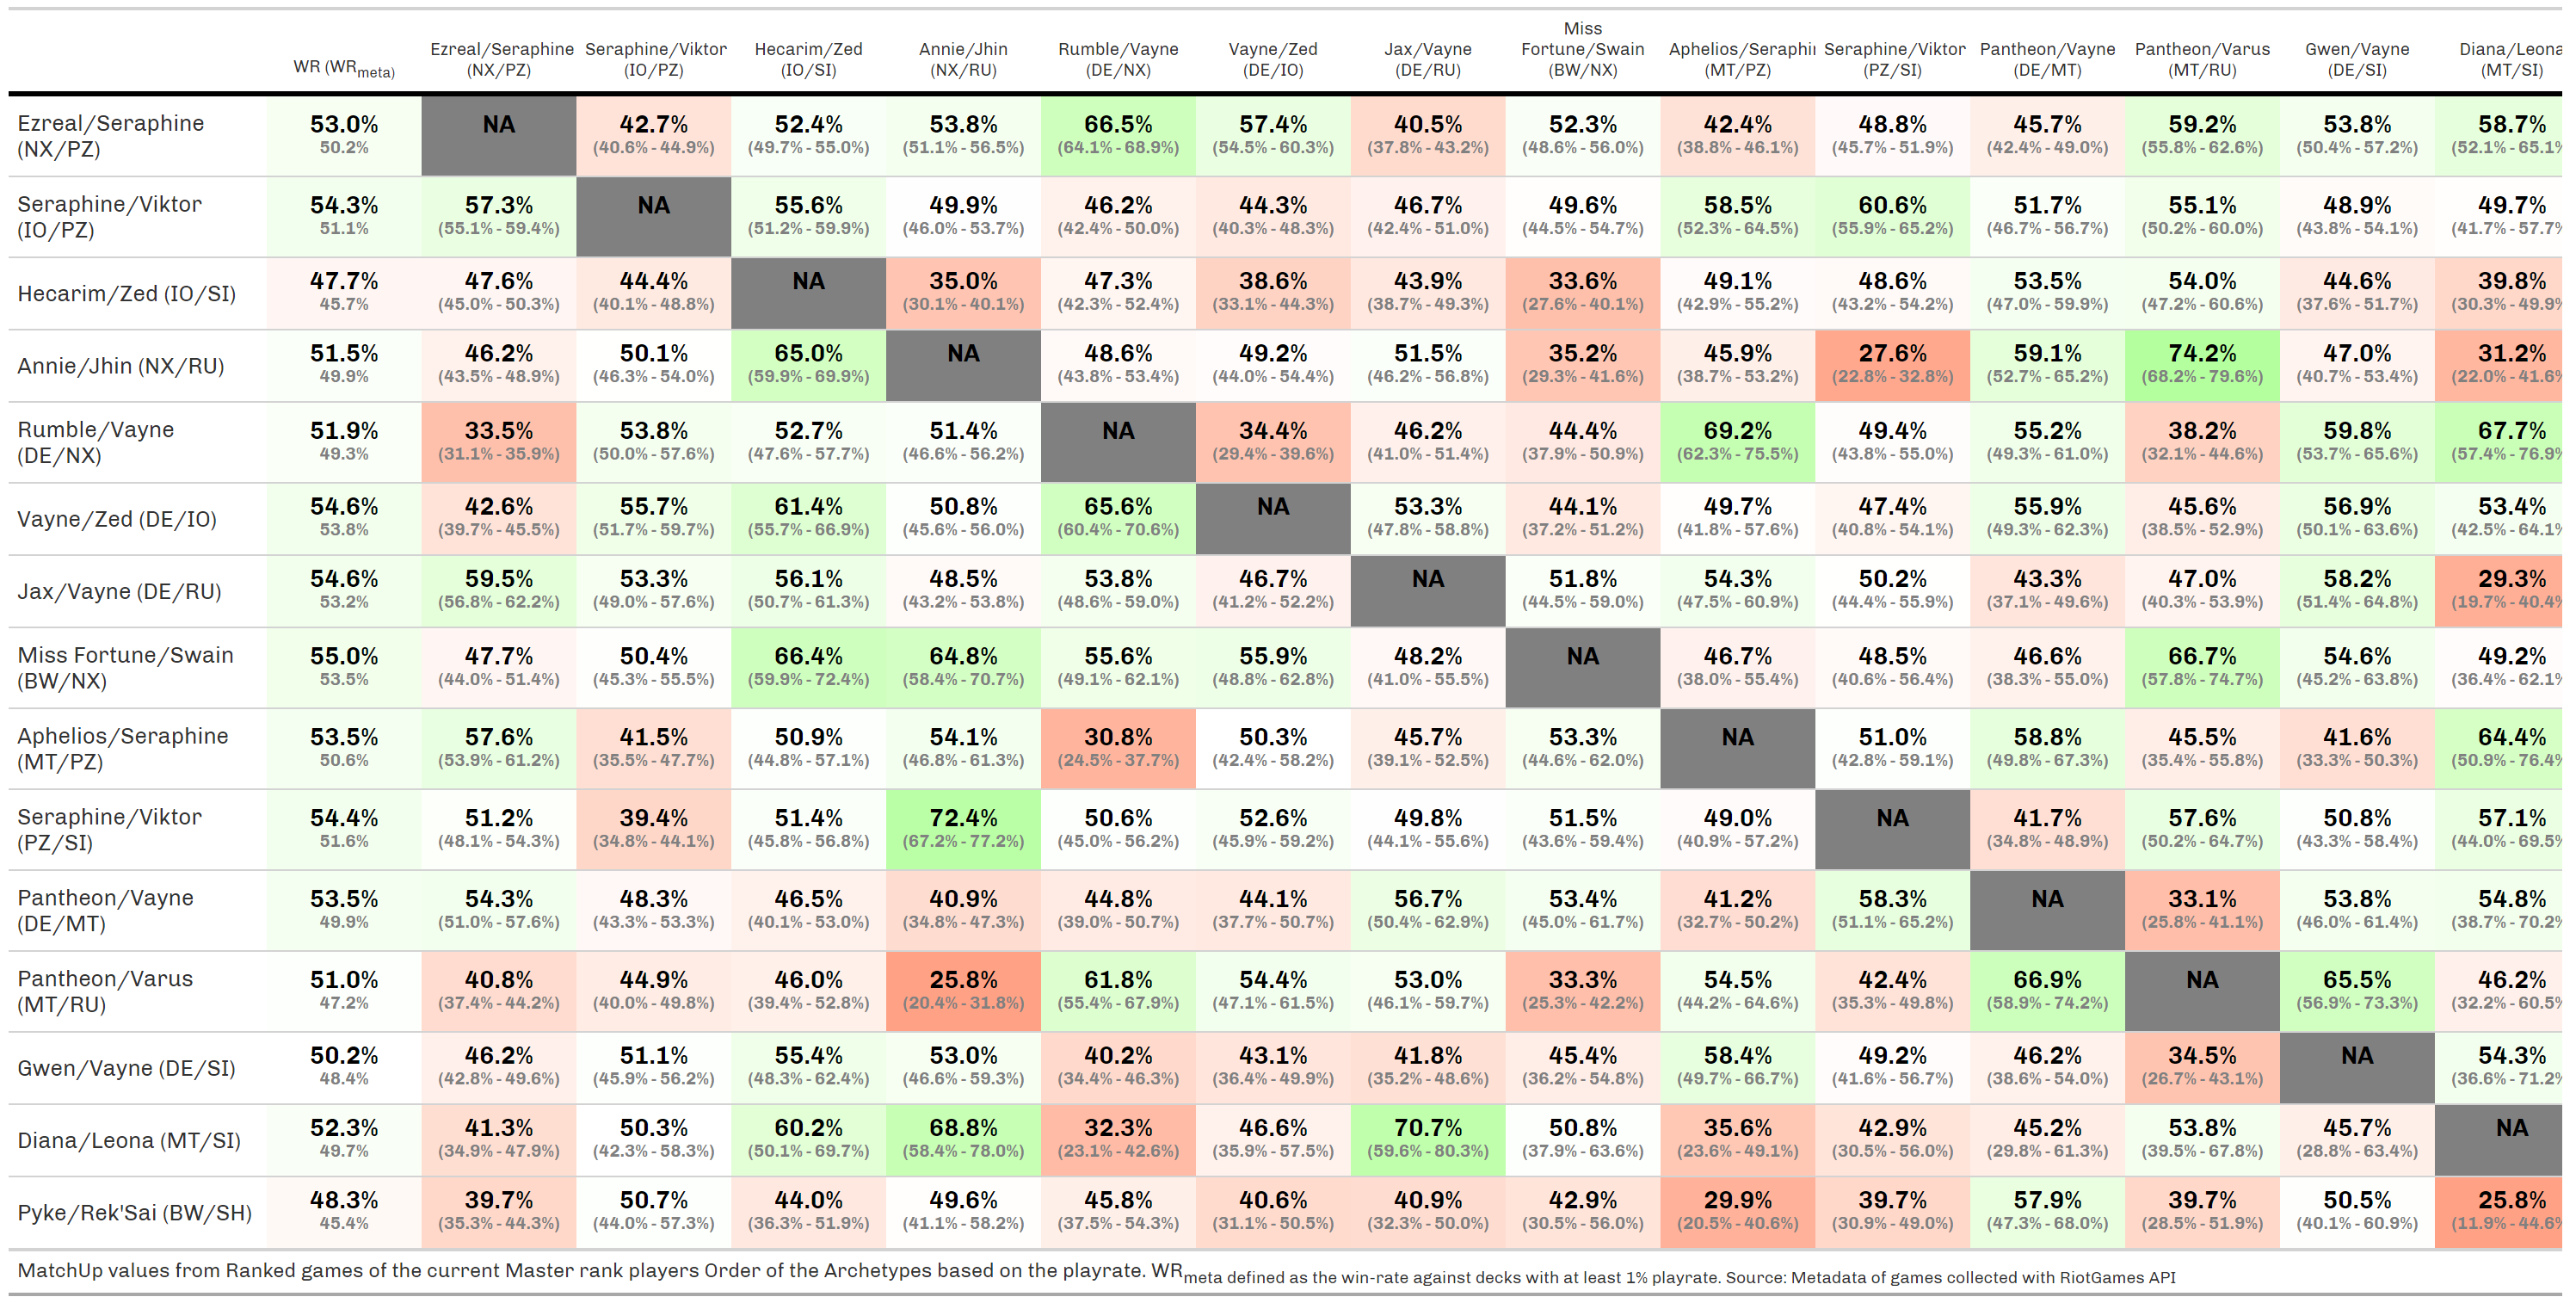 WR (WRmeta) Ezreal/Seraphine (NX/PZ) Seraphine/Viktor (IO/PZ) Hecarim/Zed (IO/SI) Annie/Jhin (NX/RU) Rumble/Vayne (DE/NX) Vayne/Zed (DE/IO) Jax/Vayne (DE/RU) Miss Fortune/Swain (BW/NX) Aphelios/Seraphi (MT/PZ) Seraphine/Viktor (PZ/SI) Pantheon/Vayne (DE/MT) Pantheon/Varus (MT/RU) Gwen/Vayne (DE/SI) Diana/Leona (MT/SI)
Ezreal/Seraphine 53.0% NA 42.7% 52.4% 53.8% 66.5% 57.4% 40.5% 52.3% 42.4% 48.8% 45.7% 59.2% 53.8% 58.7%
(NX/PZ) 50.2% (40.6% - 44.9%) (49.7% - 55.0%) (51.1% - 56.5%) (64.1% - 68.9%) (54.5% - 60.3%) (37.8% - 43.2%) (48.6% - 56.0%) (38.8% - 46.1%) (45.7% - 51.9%) (42.4% - 49.0%) (55.8% - 62.6%) (50.4% - 57.2%) (52.1% - 65.1%
Seraphine/Viktor 54.3% 57.3% NA 55.6% 49.9% 46.2% 44.3% 46.7% 49.6% 58.5% 60.6% 51.7% 55.1% 48.9% 49.7%
(IO/PZ) 51.1% (55.1% - 59.4%) (51.2% - 59.9%) (46.0% - 53.7%) (42.4% - 50.0%) (40.3% - 48.3%) (42.4% - 51.0%) (44.5% - 54.7%) (52.3% - 64.5%) (55.9% - 65.2%) (46.7% - 56.7%) (50.2% - 60.0%) (43.8% - 54.1%) (41.7% - 57.7%
Hecarim/Zed (IO/SI) 47.7% 47.6% 44.4% NA 35.0% 47.3% 38.6% 43.9% 33.6% 49.1% 48.6% 53.5% 54.0% 44.6% 39.8%
45.7% (45.0% - 50.3%) (40.1% - 48.8%) (30.1% - 40.1%) (42.3% - 52.4%) (33.1% - 44.3%) (38.7% - 49.3%) (27.6% - 40.1%) (42.9% - 55.2%) (43.2% - 54.2%) (47.0% - 59.9%) (47.2% - 60.6%) (37.6% - 51.7%) (30.3% - 49.9%
Annie/Jhin (NX/RU) 51.5% 46.2% 50.1% 65.0% NA 48.6% 49.2% 51.5% 35.2% 45.9% 27.6% 59.1% 74.2% 47.0% 31.2%
49.9% (43.5% - 48.9%) (46.3% - 54.0%) (59.9% - 69.9%) (43.8% - 53.4%) (44.0% - 54.4%) (46.2% - 56.8%) (29.3% - 41.6%) (38.7% - 53.2%) (22.8% - 32.8%) (52.7% - 65.2%) (68.2% - 79.6%) (40.7% - 53.4%) (22.0% - 41.6%
Rumble/Vayne 51.9% 33.5% 53.8% 52.7% 51.4% NA 34.4% 46.2% 44.4% 69.2% 49.4% 55.2% 38.2% 59.8% 67.7%
(DE/NX) 49.3% (31.1% - 35.9%) (50.0% - 57.6%) (47.6% - 57.7%) (46.6% - 56.2%) (29.4% - 39.6%) (41.0% - 51.4%) (37.9% - 50.9%) (62.3% - 75.5%) (43.8% - 55.0%) (49.3% - 61.0%) (32.1% - 44.6%) (53.7% - 65.6%) (57.4% - 76.9%
Vayne/Zed (DE/IO) 54.6% 42.6% 55.7% 61.4% 50.8% 65.6% NA 53.3% 44.1% 49.7% 47.4% 55.9% 45.6% 56.9% 53.4%
53.8% (39.7% - 45.5%) (51.7% - 59.7%) (55.7% - 66.9%) (45.6% - 56.0%) (60.4% - 70.6%) (47.8% - 58.8%) (37.2% - 51.2%) (41.8% - 57.6%) (40.8% - 54.1%) (49.3% - 62.3%) (38.5% - 52.9%) (50.1% - 63.6%) (42.5% - 64.1%
Jax/Vayne (DE/RU) 54.6% 59.5% 53.3% 56.1% 48.5% 53.8% 46.7% NA 51.8% 54.3% 50.2% 43.3% 47.0% 58.2% 29.3%
53.2% (56.8% - 62.2%) (49.0% - 57.6%) (50.7% - 61.3%) (43.2% - 53.8%) (48.6% - 59.0%) (41.2% - 52.2%) (44.5% - 59.0%) (47.5% - 60.9%) (44.4% - 55.9%) (37.1% - 49.6%) (40.3% - 53.9%) (51.4% - 64.8%) (19.7% - 40.4%
Miss Fortune/Swain 55.0% 47.7% 50.4% 66.4% 64.8% 55.6% 55.9% 48.2% NA 46.7% 48.5% 46.6% 66.7% 54.6% 49.2%
(BW/NX) 53.5% (44.0% - 51.4%) (45.3% - 55.5%) (59.9% - 72.4%) (58.4% - 70.7%) (49.1% - 62.1%) (48.8% - 62.8%) (41.0% - 55.5%) (38.0% - 55.4%) (40.6% - 56.4%) (38.3% - 55.0%) (57.8% - 74.7%) (45.2% - 63.8%) (36.4% - 62.1%
Aphelios/Seraphine 53.5% 57.6% 41.5% 50.9% 54.1% 30.8% 50.3% 45.7% 53.3% NA 51.0% 58.8% 45.5% 41.6% 64.4%
(MT/PZ) 50.6% (53.9% - 61.2%) (35.5% - 47.7%) (44.8% - 57.1%) (46.8% - 61.3%) (24.5% - 37.7%) (42.4% - 58.2%) (39.1% - 52.5%) (44.6% - 62.0%) (42.8% - 59.1%) (49.8% - 67.3%) (35.4% - 55.8%) (33.3% - 50.3%) (50.9% - 76.4%
Seraphine/Viktor 54.4% 51.2% 39.4% 51.4% 72.4% 50.6% 52.6% 49.8% 51.5% 49.0% NA 41.7% 57.6% 50.8% 57.1%
(PZ/SI) 51.6% (48.1% - 54.3%) (34.8% - 44.1%) (45.8% - 56.8%) (67.2% - 77.2%) (45.0% - 56.2%) (45.9% - 59.2%) (44.1% - 55.6%) (43.6% - 59.4%) (40.9% - 57.2%) (34.8% - 48.9%) (50.2% - 64.7%) (43.3% - 58.4%) (44.0% - 69.5%
Pantheon/Vayne 53.5% 54.3% 48.3% 46.5% 40.9% 44.8% 44.1% 56.7% 53.4% 41.2% 58.3% NA 33.1% 53.8% 54.8%
(DE/MT) 49.9% (51.0% - 57.6%) (43.3% - 53.3%) (40.1% - 53.0%) (34.8% - 47.3%) (39.0% - 50.7%) (37.7% - 50.7%) (50.4% - 62.9%) (45.0% - 61.7%) (32.7% - 50.2%) (51.1% - 65.2%) (25.8% - 41.1%) (46.0% - 61.4%) (38.7% - 70.2%
Pantheon/Varus 51.0% 40.8% 44.9% 46.0% 25.8% 61.8% 54.4% 53.0% 33.3% 54.5% 42.4% 66.9% NA 65.5% 46.2%
(MT/RU) 47.2% (37.4% - 44.2%) (40.0% - 49.8%) (39.4% - 52.8%) (20.4% - 31.8%) (55.4% - 67.9%) (47.1% - 61.5%) (46.1% - 59.7%) (25.3% - 42.2%) (44.2% - 64.6%) (35.3% - 49.8%) (58.9% - 74.2%) (56.9% - 73.3%) (32.2% - 60.5%
Gwen/Vayne (DE/SI) 50.2% 46.2% 51.1% 55.4% 53.0% 40.2% 43.1% 41.8% 45.4% 58.4% 49.2% 46.2% 34.5% NA 54.3%
48.4% (42.8% - 49.6%) (45.9% - 56.2%) (48.3% - 62.4%) (46.6% - 59.3%) (34.4% - 46.3%) (36.4% - 49.9%) (35.2% - 48.6%) (36.2% - 54.8%) (49.7% - 66.7%) (41.6% - 56.7%) (38.6% - 54.0%) (26.7% - 43.1%) (36.6% - 71.2%
Diana/Leona (MT/SI) 52.3% 41.3% 50.3% 60.2% 68.8% 32.3% 46.6% 70.7% 50.8% 35.6% 42.9% 45.2% 53.8% 45.7% NA
49.7% (34.9% - 47.9%) (42.3% - 58.3%) (50.1% - 69.7%) (58.4% - 78.0%) (23.1% - 42.6%) (35.9% - 57.5%) (59.6% - 80.3%) (37.9% - 63.6%) (23.6% - 49.1%) (30.5% - 56.0%) (29.8% - 61.3%) (39.5% - 67.8%) (28.8% - 63.4%)
Pyke/Rek'Sai (BW/SH) 48.3% 39.7% 50.7% 44.0% 49.6% 45.8% 40.6% 40.9% 42.9% 29.9% 39.7% 57.9% 39.7% 50.5% 25.8%
45.4% (35.3% - 44.3%) (44.0% - 57.3%) (36.3% - 51.9%) (41.1% - 58.2%) (37.5% - 54.3%) (31.1% - 50.5%) (32.3% - 50.0%) (30.5% - 56.0%) (20.5% - 40.6%) (30.9% - 49.0%) (47.3% - 68.0%) (28.5% - 51.9%) (40.1% - 60.9%) (11.9% - 44.6%
MatchUp values from Ranked games of the current Master rank players Order of the Archetypes based on the playrate. WRmeta defined as the win-rate against decks with at least 1% playrate. Source: Metadata of games collected with RiotGames API